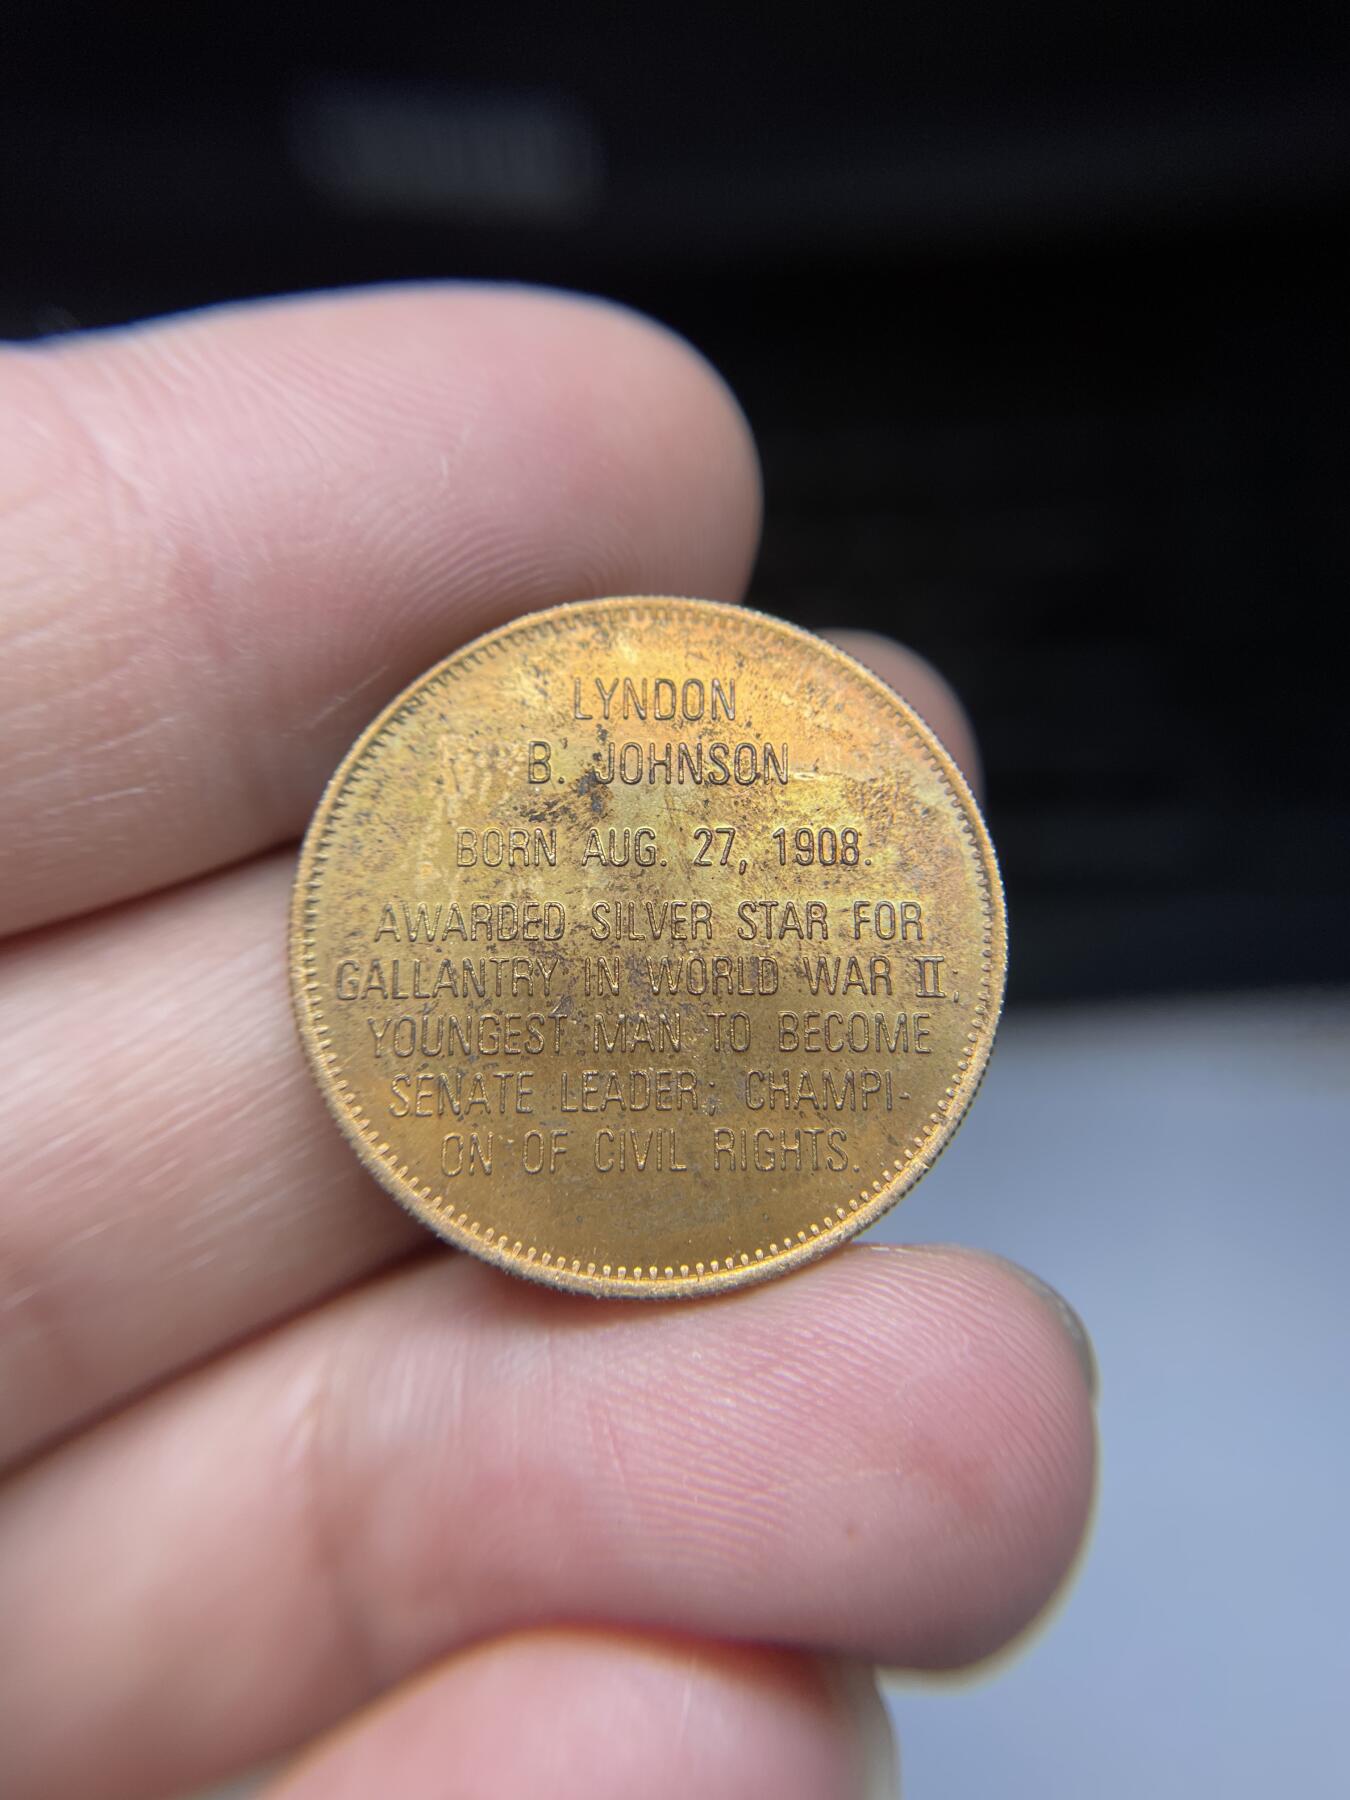 LYNDON
B. JOHNSON
BORN AUG. 27, 1908.
AWARDED SILVER STAR FOR
GALLANTRY IN WORLD WAR II;
YOUNGEST MAN TO BECOME
SENATE LEADER; CHAMPI-
ON OF CIVIL RIGHTS.